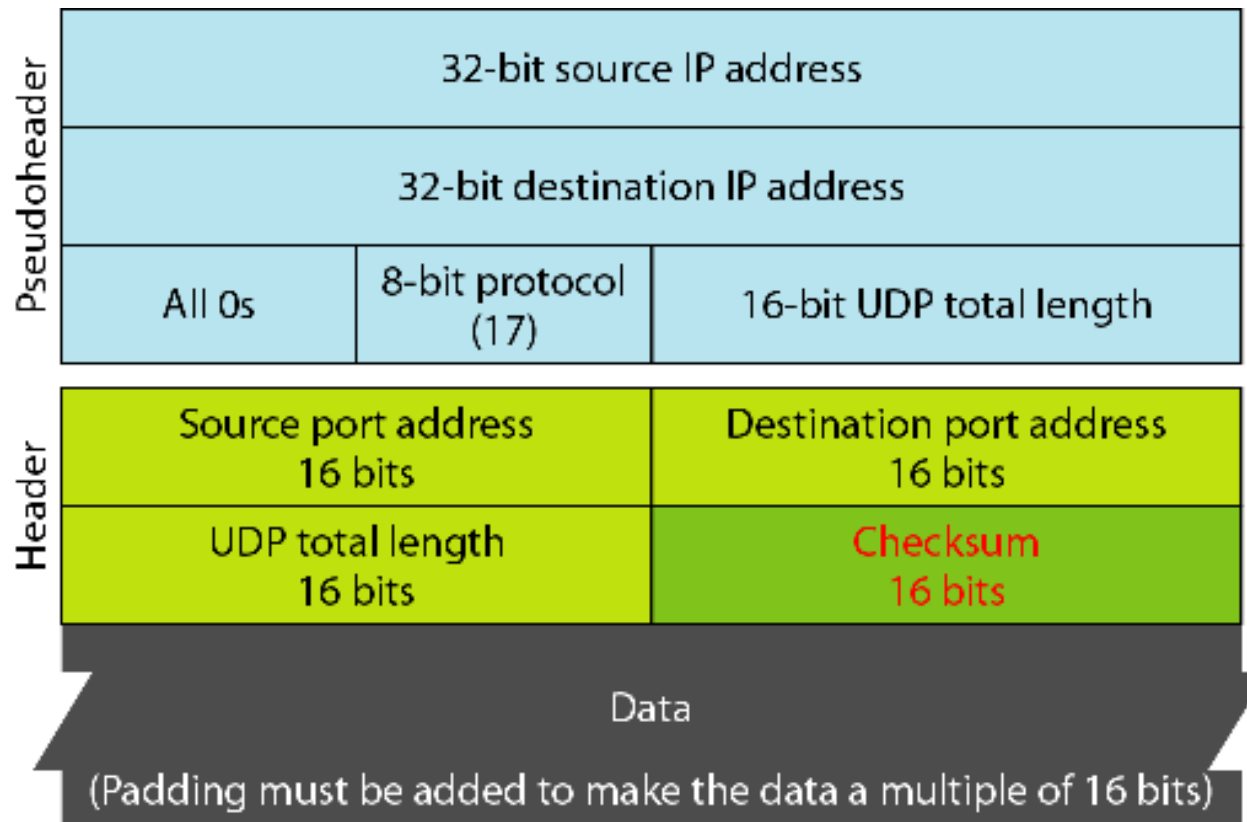 Pseudoheader
32-bit source IP address
32-bit destination IP address
All 0s
8-bit protocol
(17)
16-bit UDP total length
Header
Source port address
16 bits
Destination port address
16 bits
UDP total length
16 bits
Checksum
16 bits
Data
(Padding must be added to make the data a multiple of 16 bits)